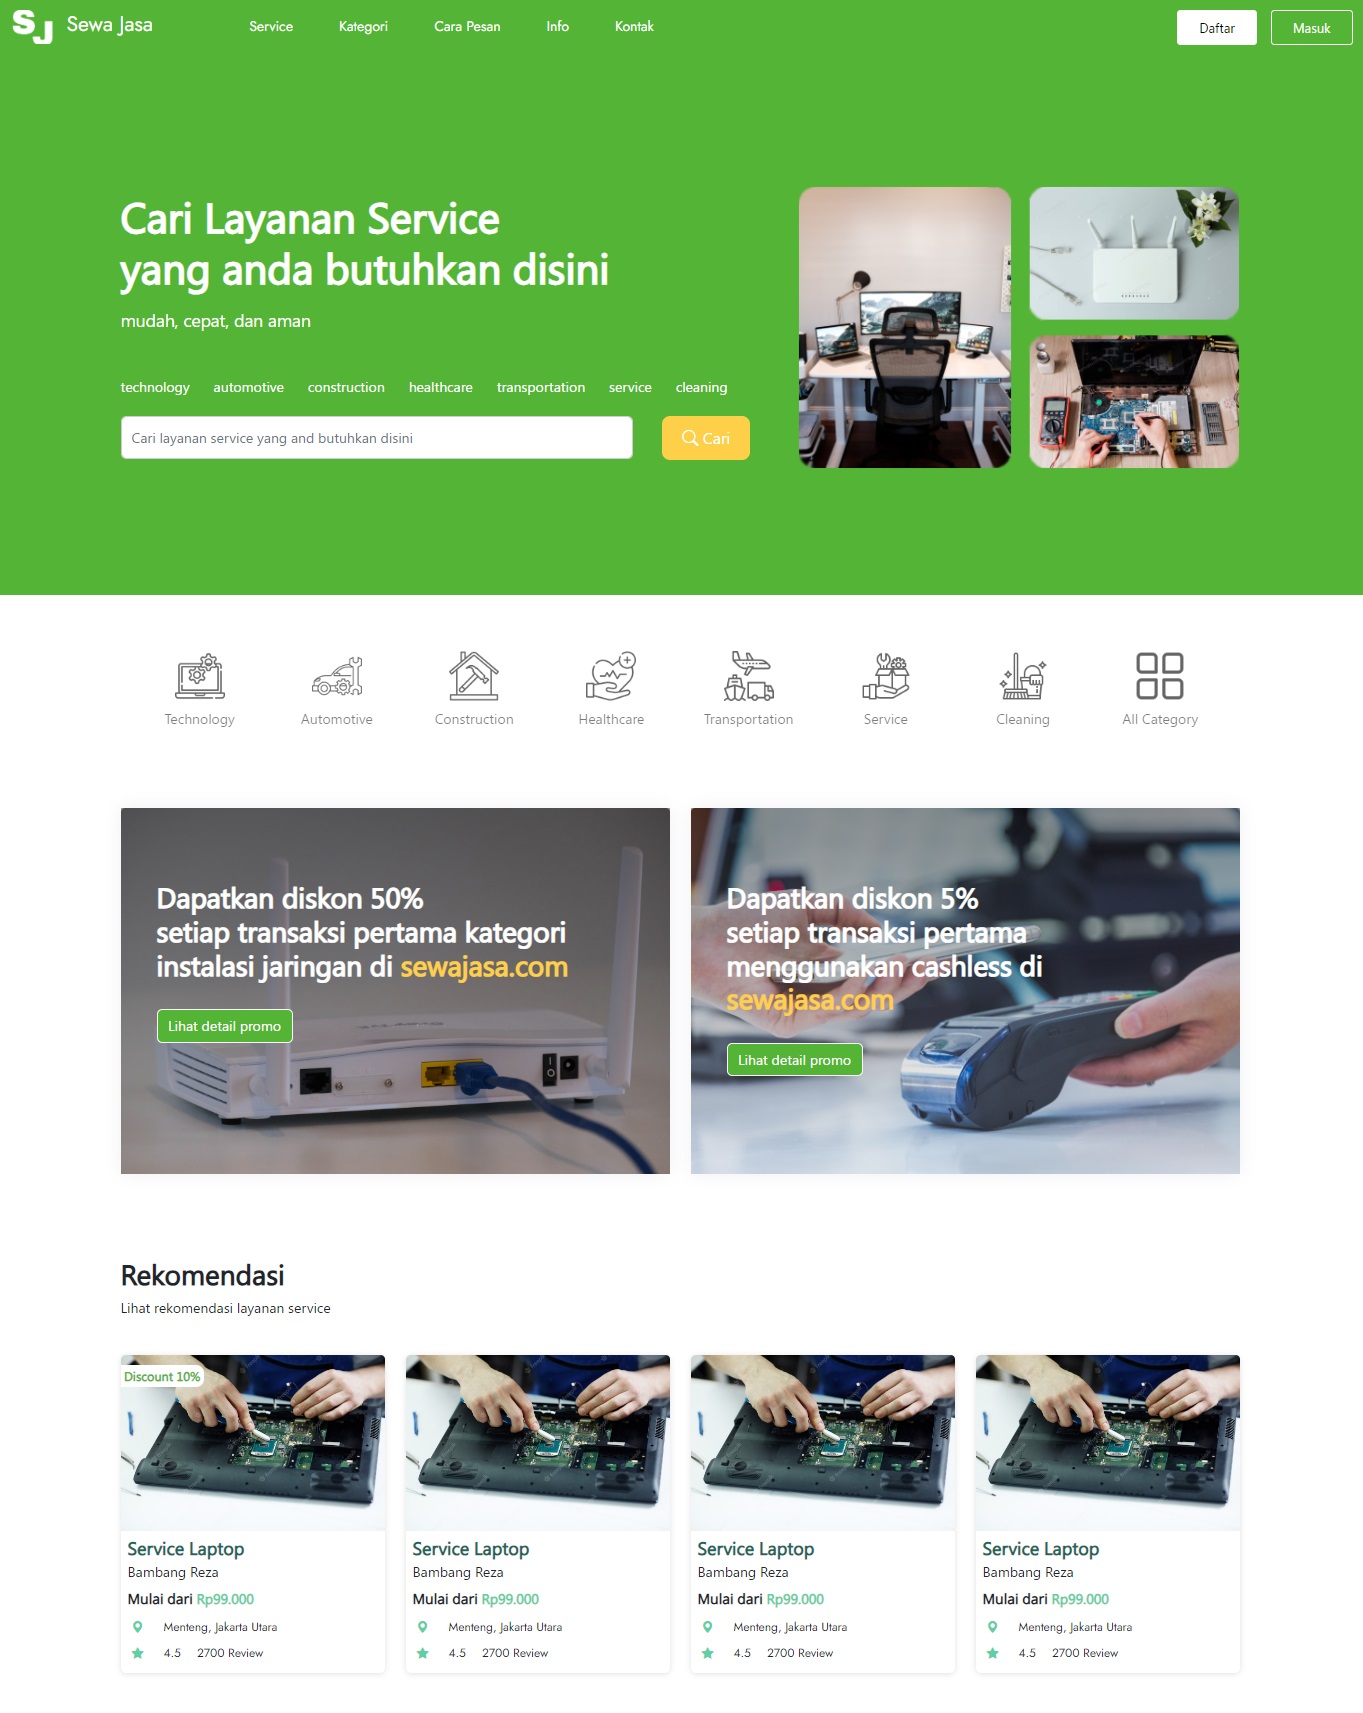 SJ Sewa Jasa
Service Kategori Cara Pesan Info Kontak
Daftar Masuk
Cari Layanan Service
yang anda butuhkan disini
mudah, cepat, dan aman
technology automotive construction healthcare transportation service cleaning
Cari layanan service yang and butuhkan disini
Cari
Technology Automotive Construction Healthcare Transportation Service Cleaning All Category
Dapatkan diskon 50%
setiap transaksi pertama kategori
instalasi jaringan di sewajasa.com
Lihat detail promo
Dapatkan diskon 5%
setiap transaksi pertama
menggunakan cashless di
sewajasa.com
Lihat detail promo
Rekomendasi
Lihat rekomendasi layanan service
Discount 10%
Service Laptop
Bambang Reza
Mulai dari Rp99.000
Menteng, Jakarta Utara
4.5 2700 Review
Service Laptop
Bambang Reza
Mulai dari Rp99.000
Menteng, Jakarta Utara
4.5 2700 Review
Service Laptop
Bambang Reza
Mulai dari Rp99.000
Menteng, Jakarta Utara
4.5 2700 Review
Service Laptop
Bambang Reza
Mulai dari Rp99.000
Menteng, Jakarta Utara
4.5 2700 Review